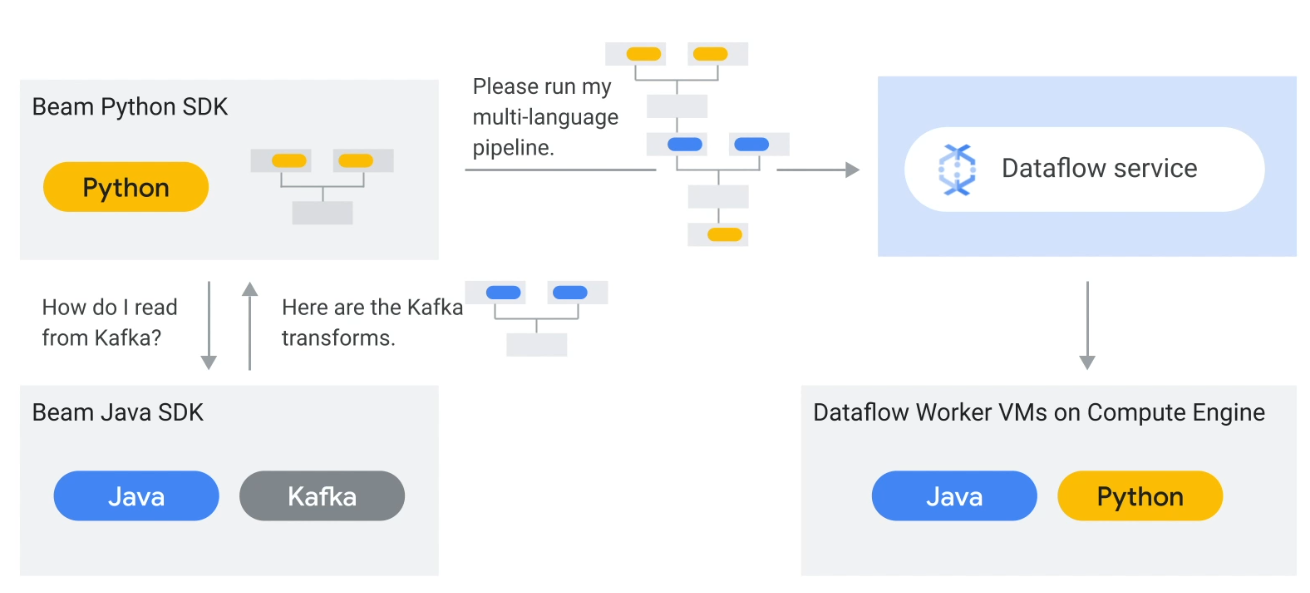 Beam Python SDK
Python
Please run my
multi-language
pipeline.
Dataflow service
How do I read
from Kafka?
Here are the Kafka
transforms.
Beam Java SDK
Java
Kafka
Dataflow Worker VMs on Compute Engine
Java
Python